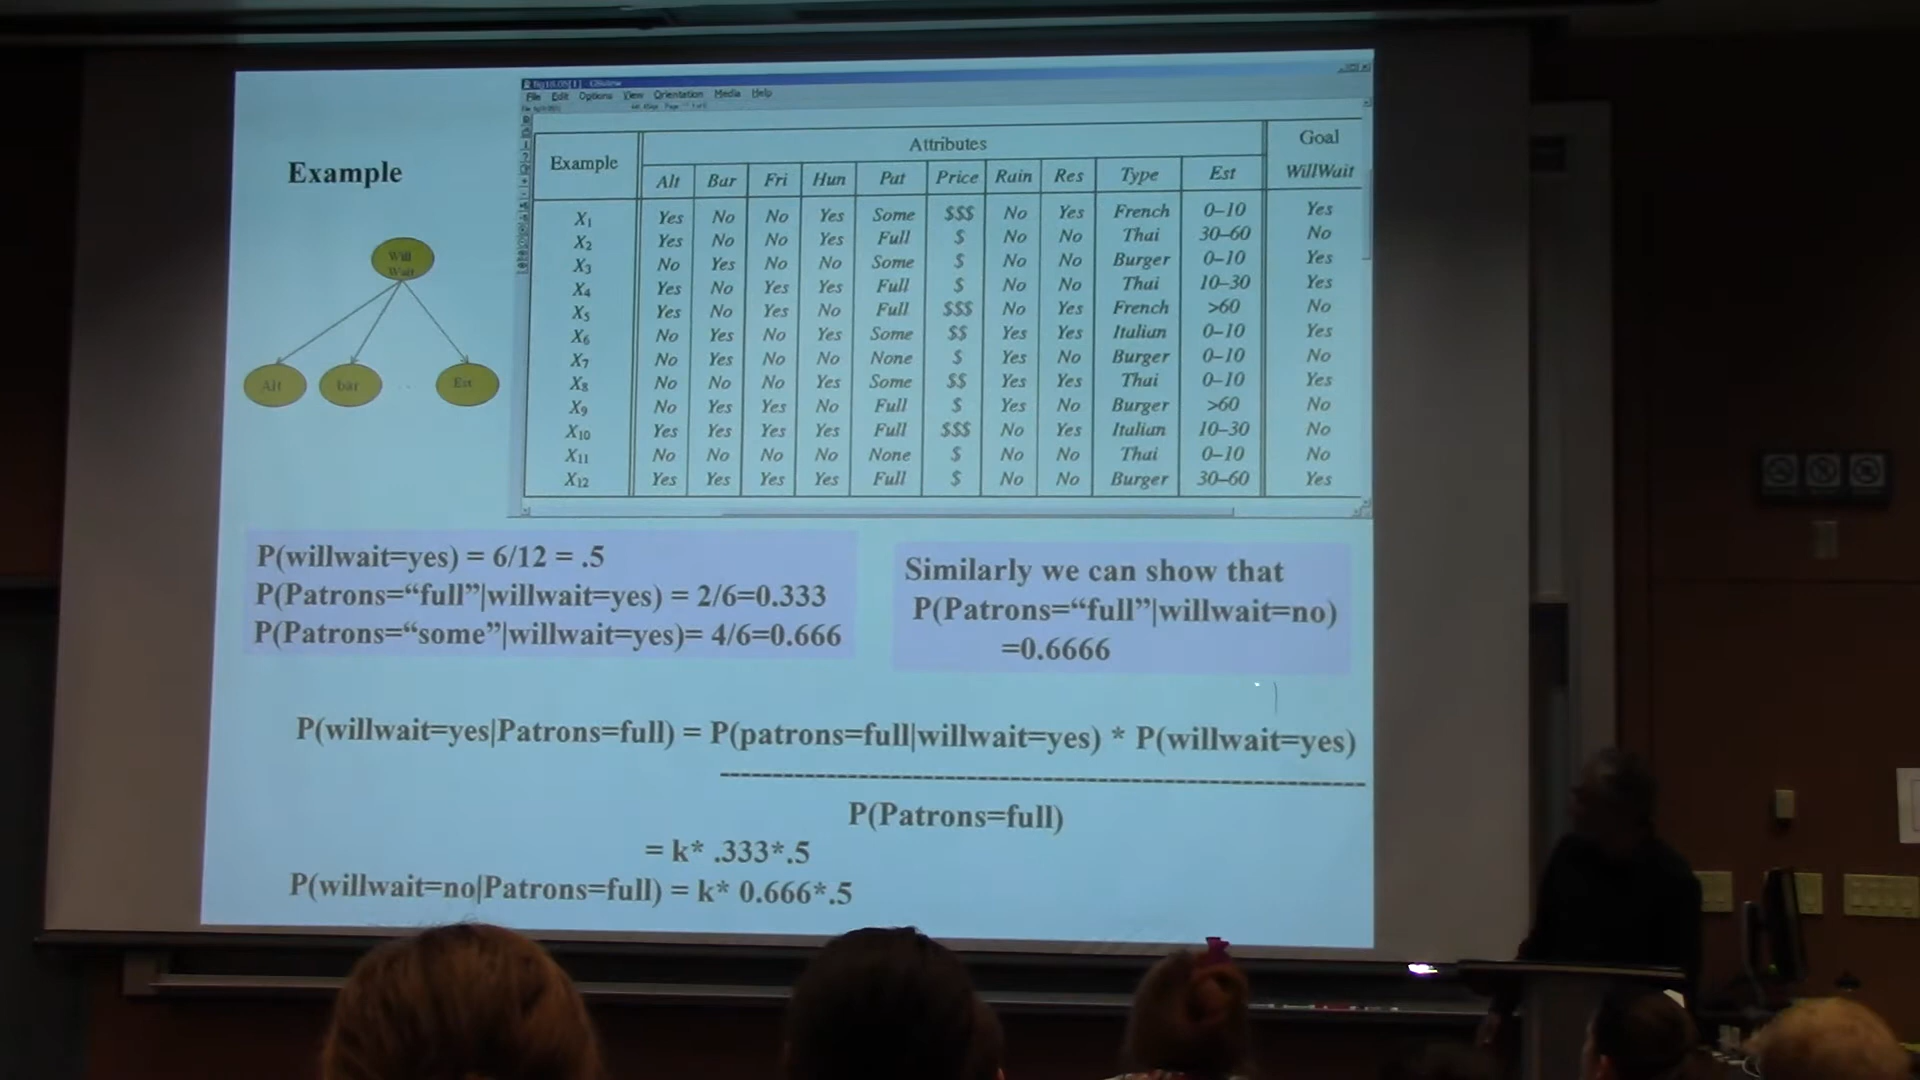 Example
Will
Wait
Alt bar Est
File Edit Options View Orientation Media Help
Example Attributes Goal
Alt Bar Fri Hun Pat Price Rain Res Type Est WillWait
X1 Yes No No Yes Some $$$ No Yes French 0–10 Yes
X2 Yes No No Yes Full $ No No Thai 30–60 No
X3 No Yes No No Some $ No No Burger 0–10 Yes
X4 Yes No Yes Yes Full $ No No Thai 10–30 Yes
X5 Yes No Yes No Full $$$ No Yes French >60 No
X6 No Yes No Yes Some $$ Yes Yes Italian 0–10 Yes
X7 No Yes No No None $ Yes No Burger 0–10 No
X8 No No No Yes Some $$ Yes Yes Thai 0–10 Yes
X9 No Yes Yes No Full $ Yes No Burger >60 No
X10 Yes Yes Yes Yes Full $$$ No Yes Italian 10–30 No
X11 No No No No None $ No No Thai 0–10 No
X12 Yes Yes Yes Yes Full $ No No Burger 30–60 Yes
P(willwait=yes) = 6/12 = .5
P(Patrons=“full”|willwait=yes) = 2/6=0.333
P(Patrons=“some”|willwait=yes)= 4/6=0.666
Similarly we can show that
P(Patrons=“full”|willwait=no)
=0.6666
P(willwait=yes|Patrons=full) = P(patrons=full|willwait=yes) * P(willwait=yes)
P(Patrons=full)
= k* .333*.5
P(willwait=no|Patrons=full) = k* 0.666*.5